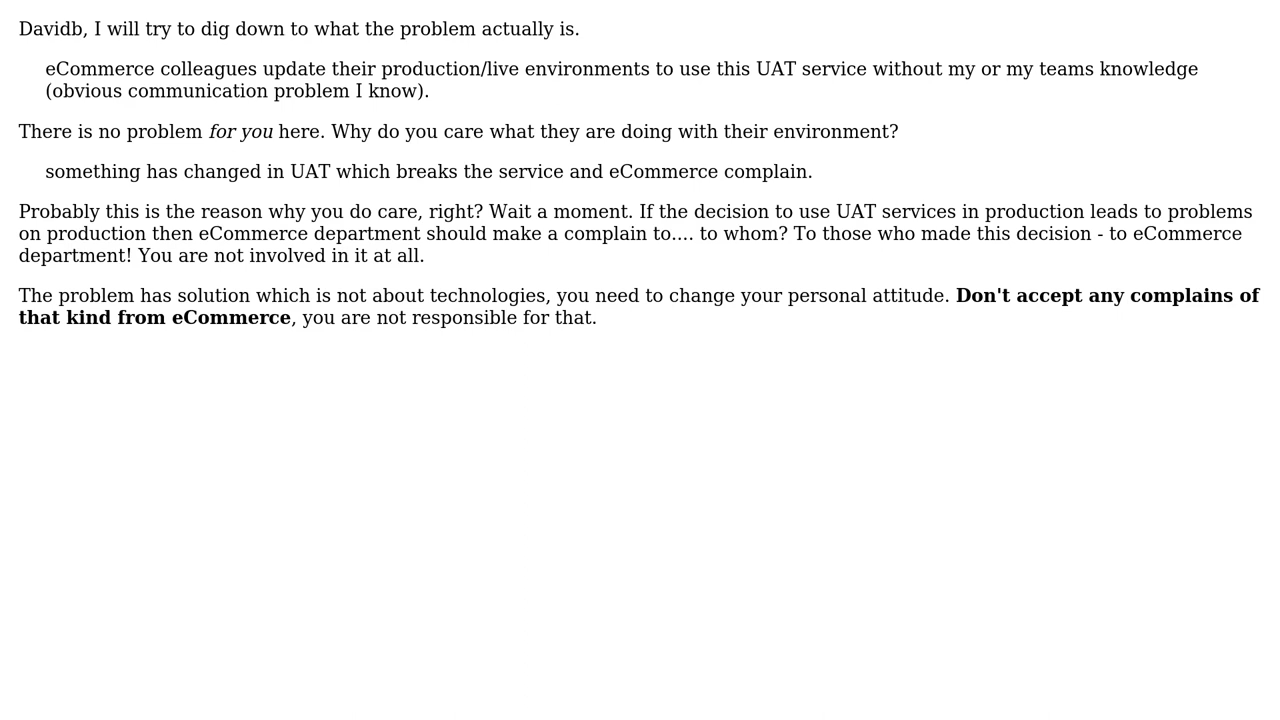 Davidb, I will try to dig down to what the problem actually is.
eCommerce colleagues update their production/live environments to use this UAT service without my or my teams knowledge
(obvious communication problem I know).
There is no problem for you here. Why do you care what they are doing with their environment?
something has changed in UAT which breaks the service and eCommerce complain.
Probably this is the reason why you do care, right? Wait a moment. If the decision to use UAT services in production leads to problems
on production then eCommerce department should make a complain to.... to whom? To those who made this decision - to eCommerce
department! You are not involved in it at all.
The problem has solution which is not about technologies, you need to change your personal attitude. Don't accept any complains of
that kind from eCommerce, you are not responsible for that.